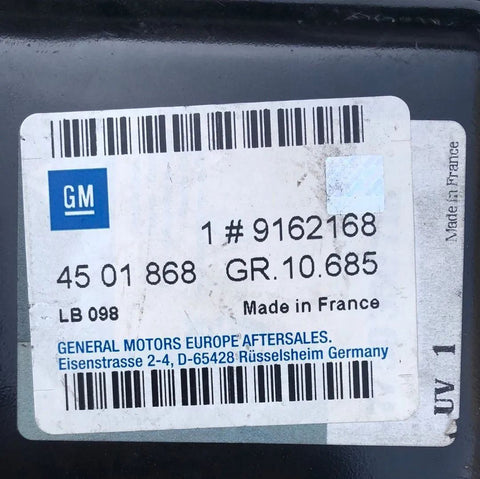 GM
1 # 9162168
45 01 868 GR.10.685
LB 098 Made in France
GENERAL MOTORS EUROPE AFTERSALES.
Eisenstrasse 2-4, D-65428 Rüsselsheim Germany
Made in France
UV 1